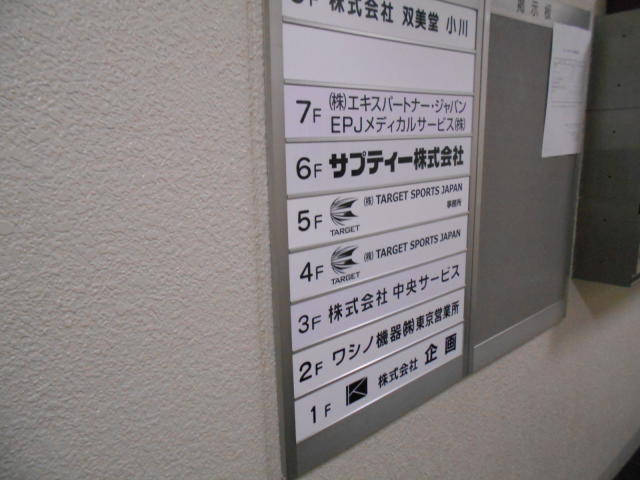 F 株式会社 双美堂 小川
7F ㈱エキスパートナー・ジャパン
EPJメディカルサービス㈱
6F サプティー株式会社
5F TARGET ㈱ TARGET SPORTS JAPAN
事務所
4F TARGET ㈱ TARGET SPORTS JAPAN
3F 株式会社 中央サービス
2F ワシノ機器㈱東京営業所
1F 株式会社 企画
掲示板